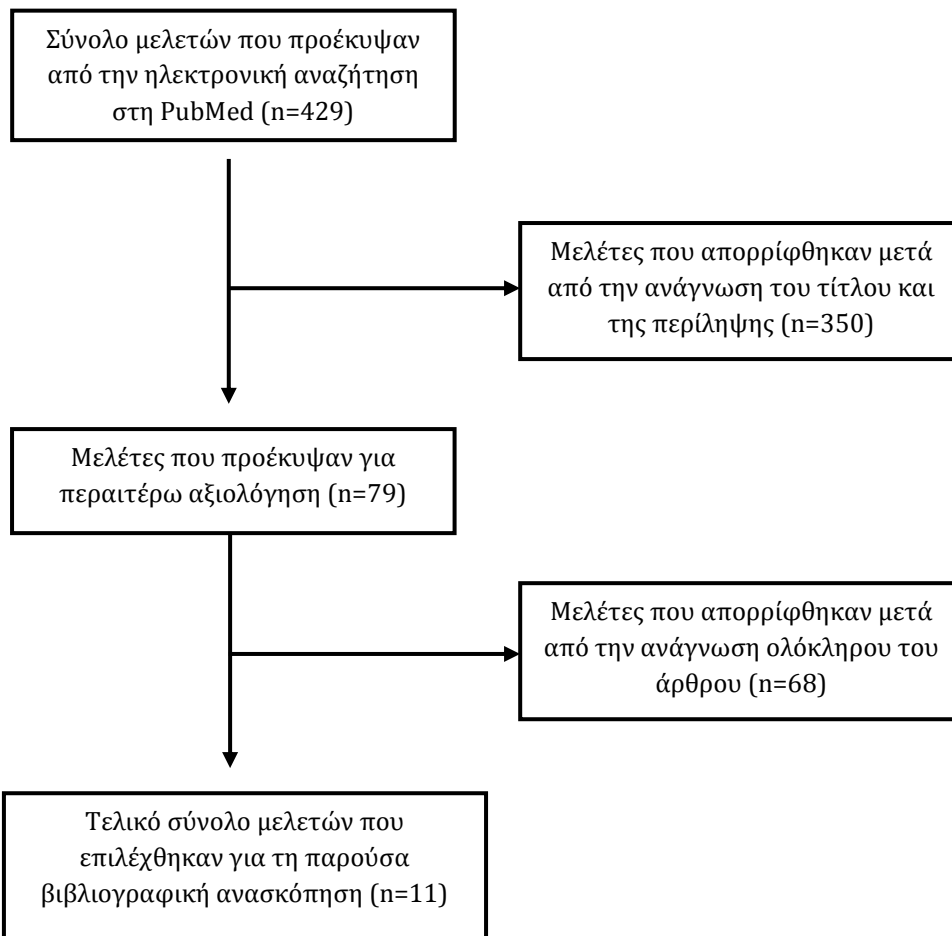 Σύνολο μελετών που προέκυψαν
από την ηλεκτρονική αναζήτηση
στη PubMed (n=429)
Μελέτες που απορρίφθηκαν μετά
από την ανάγνωση του τίτλου και
της περίληψης (n=350)
Μελέτες που προέκυψαν για
περαιτέρω αξιολόγηση (n=79)
Μελέτες που απορρίφθηκαν μετά
από την ανάγνωση ολόκληρου του
άρθρου (n=68)
Τελικό σύνολο μελετών που
επιλέχθηκαν για τη παρούσα
βιβλιογραφική ανασκόπηση (n=11)